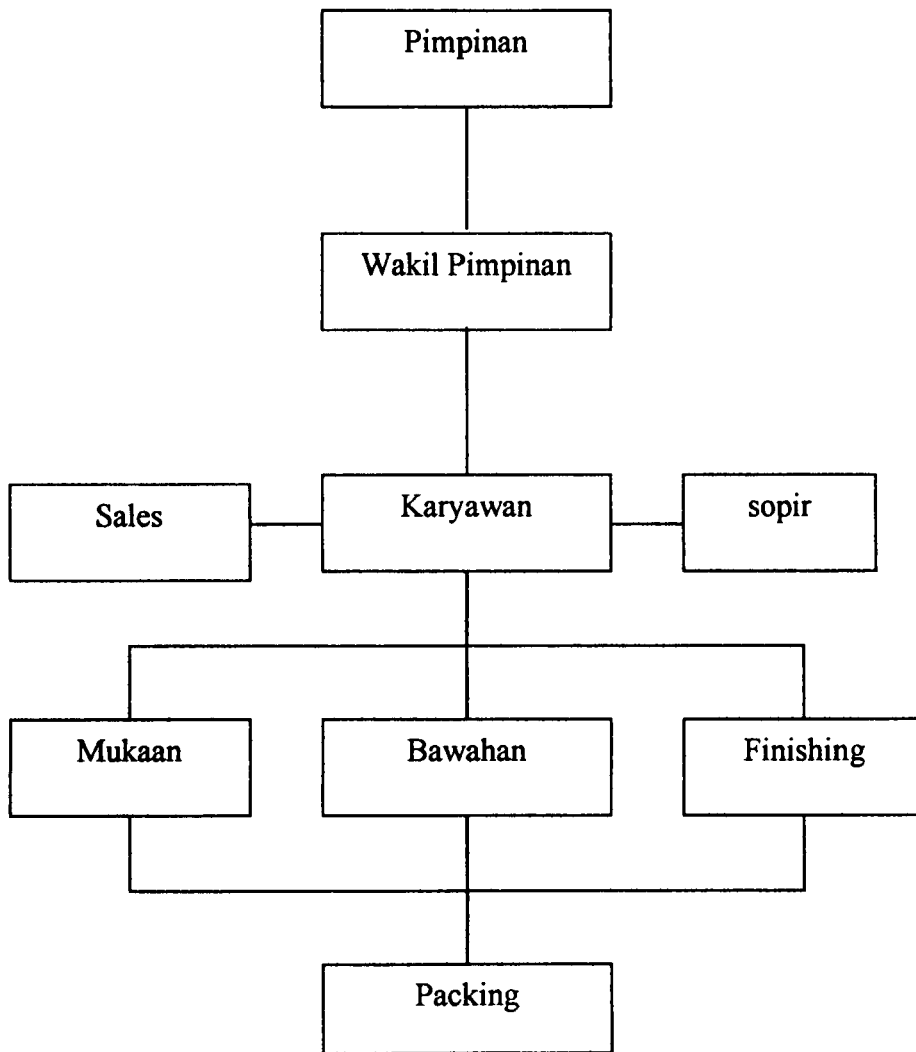 Pimpinan
Wakil Pimpinan
Sales
Karyawan
sopir
Mukaan
Bawahan
Finishing
Packing